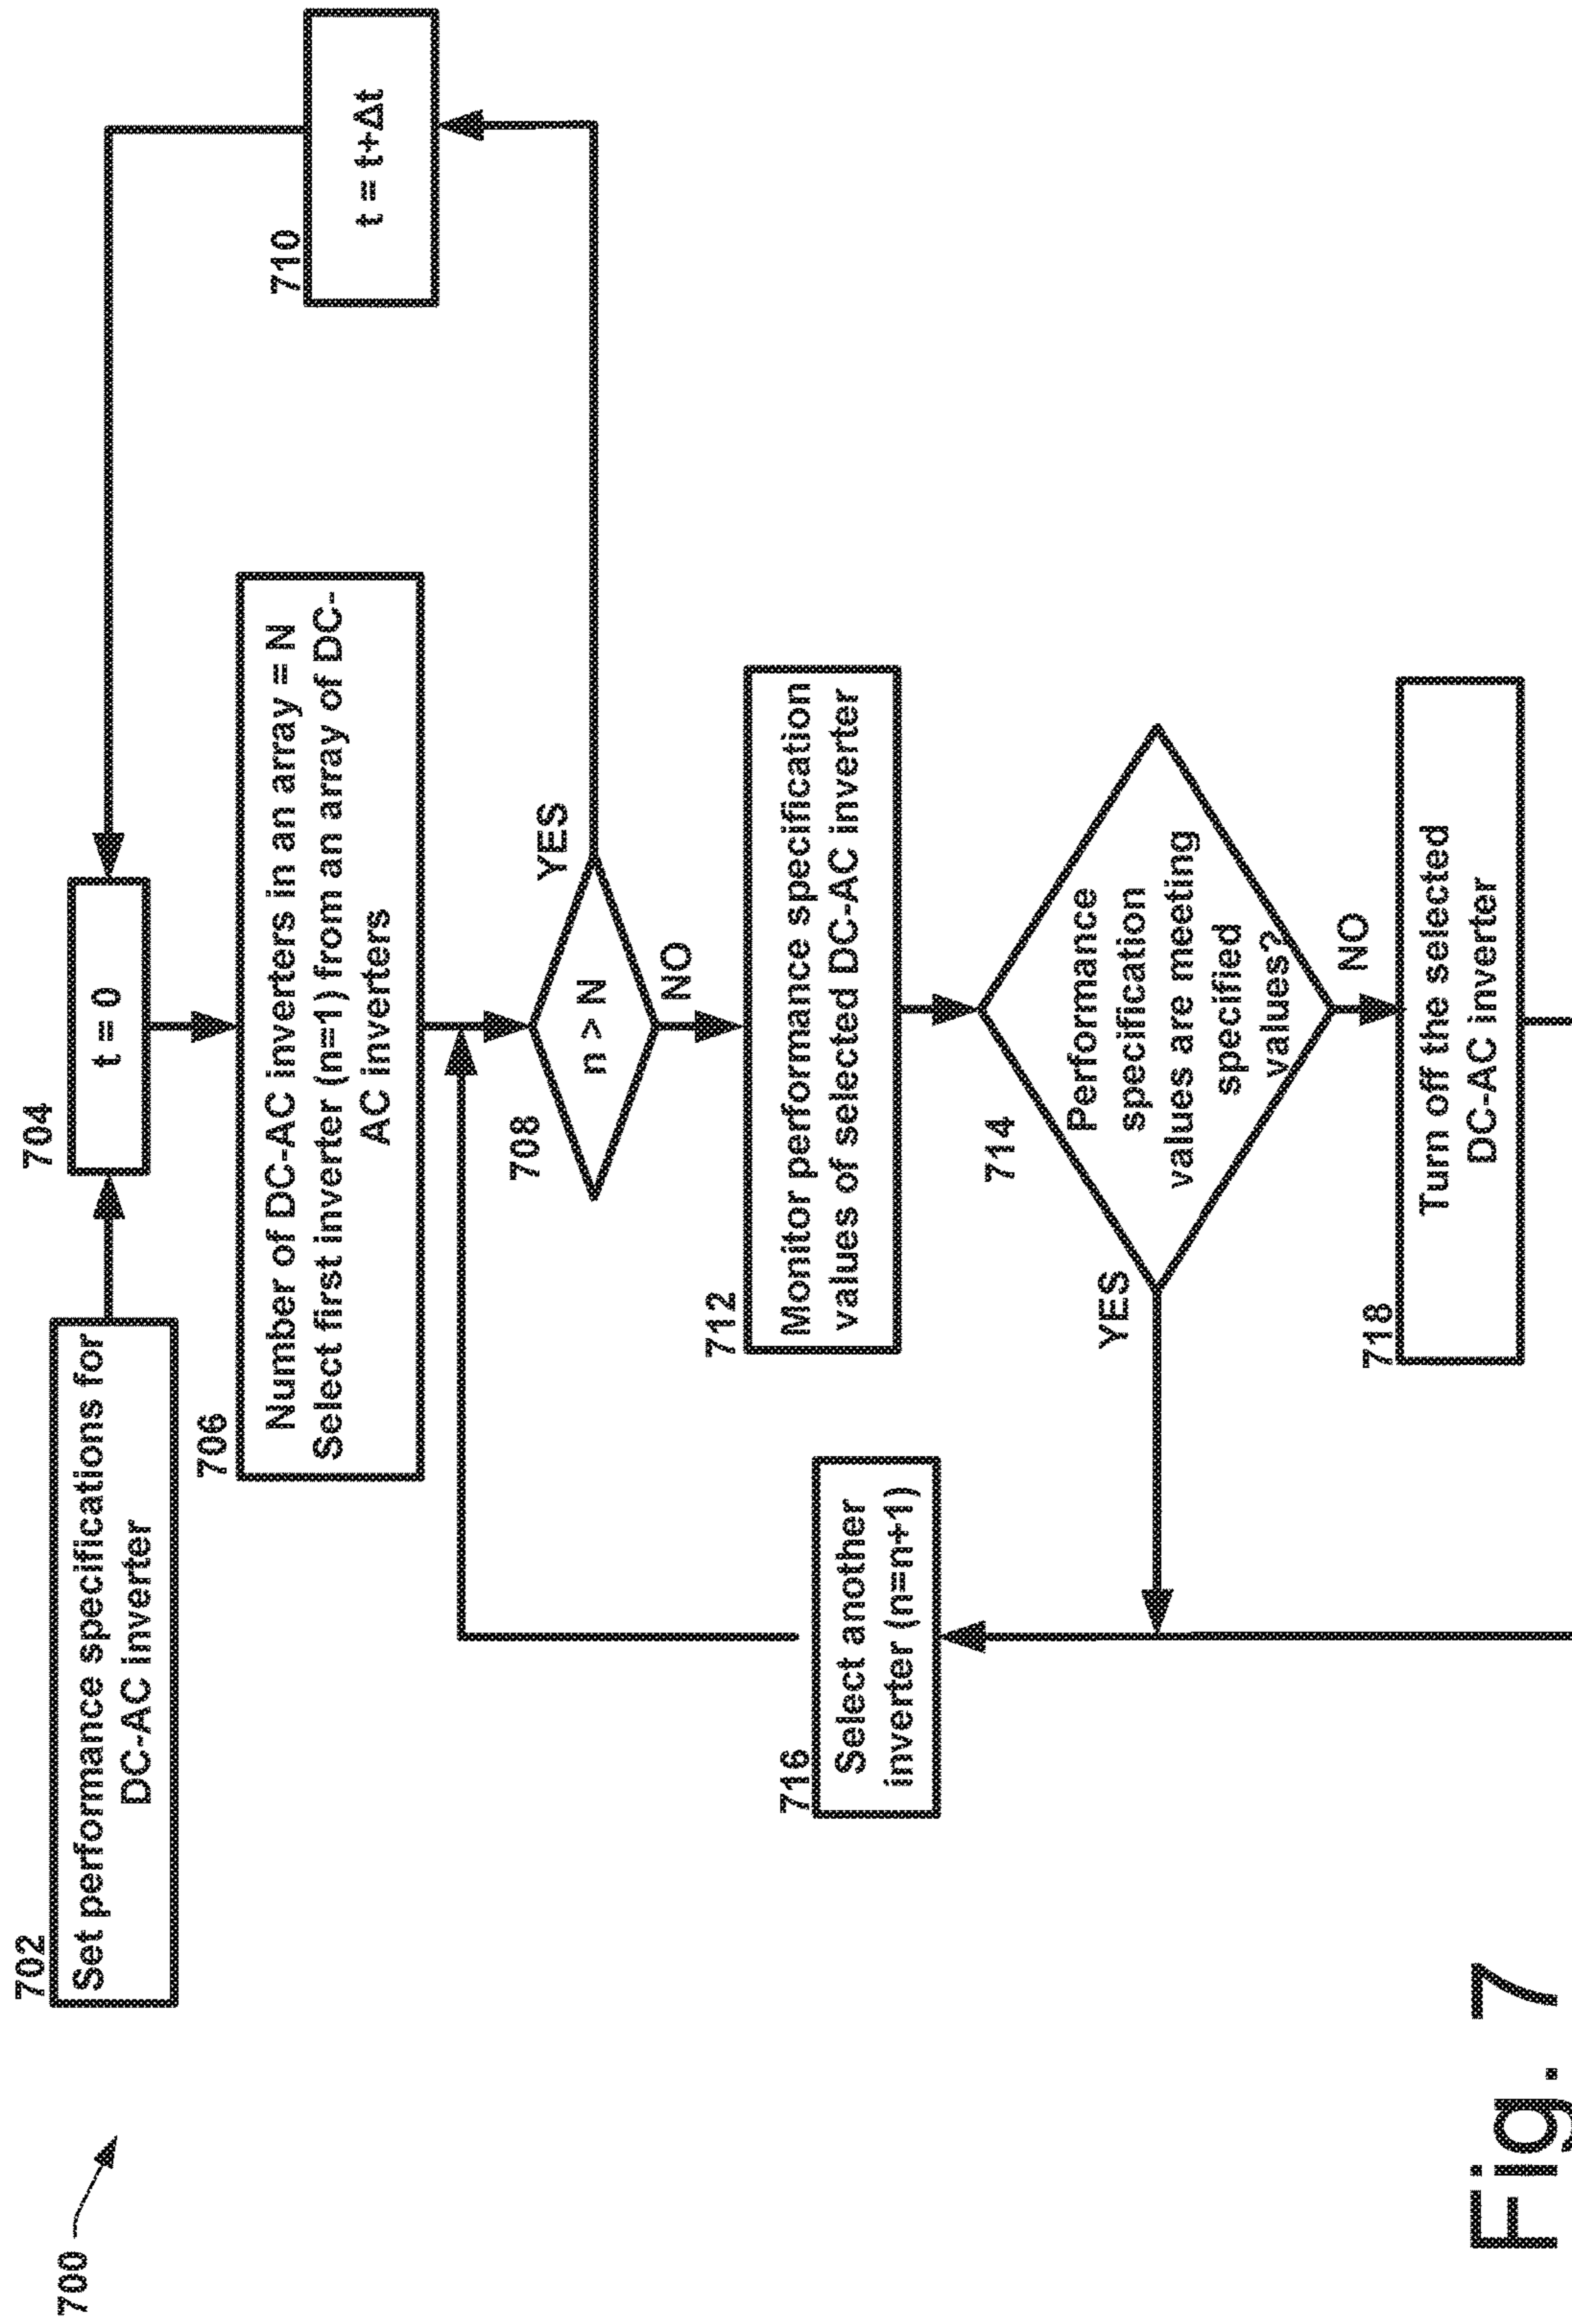 700
702
Set performance specifications for
DC-AC inverter
704
t = 0
706
Number of DC-AC inverters in an array = N
Select first inverter (n=1) from an array of DC-
AC inverters
708
n > N
YES
NO
710
t = t+Δt
712
Monitor performance specification
values of selected DC-AC inverter
714
Performance
specification
values are meeting
specified
values?
YES
NO
716
Select another
inverter (n=n+1)
718
Turn off the selected
DC-AC inverter
Fig. 7